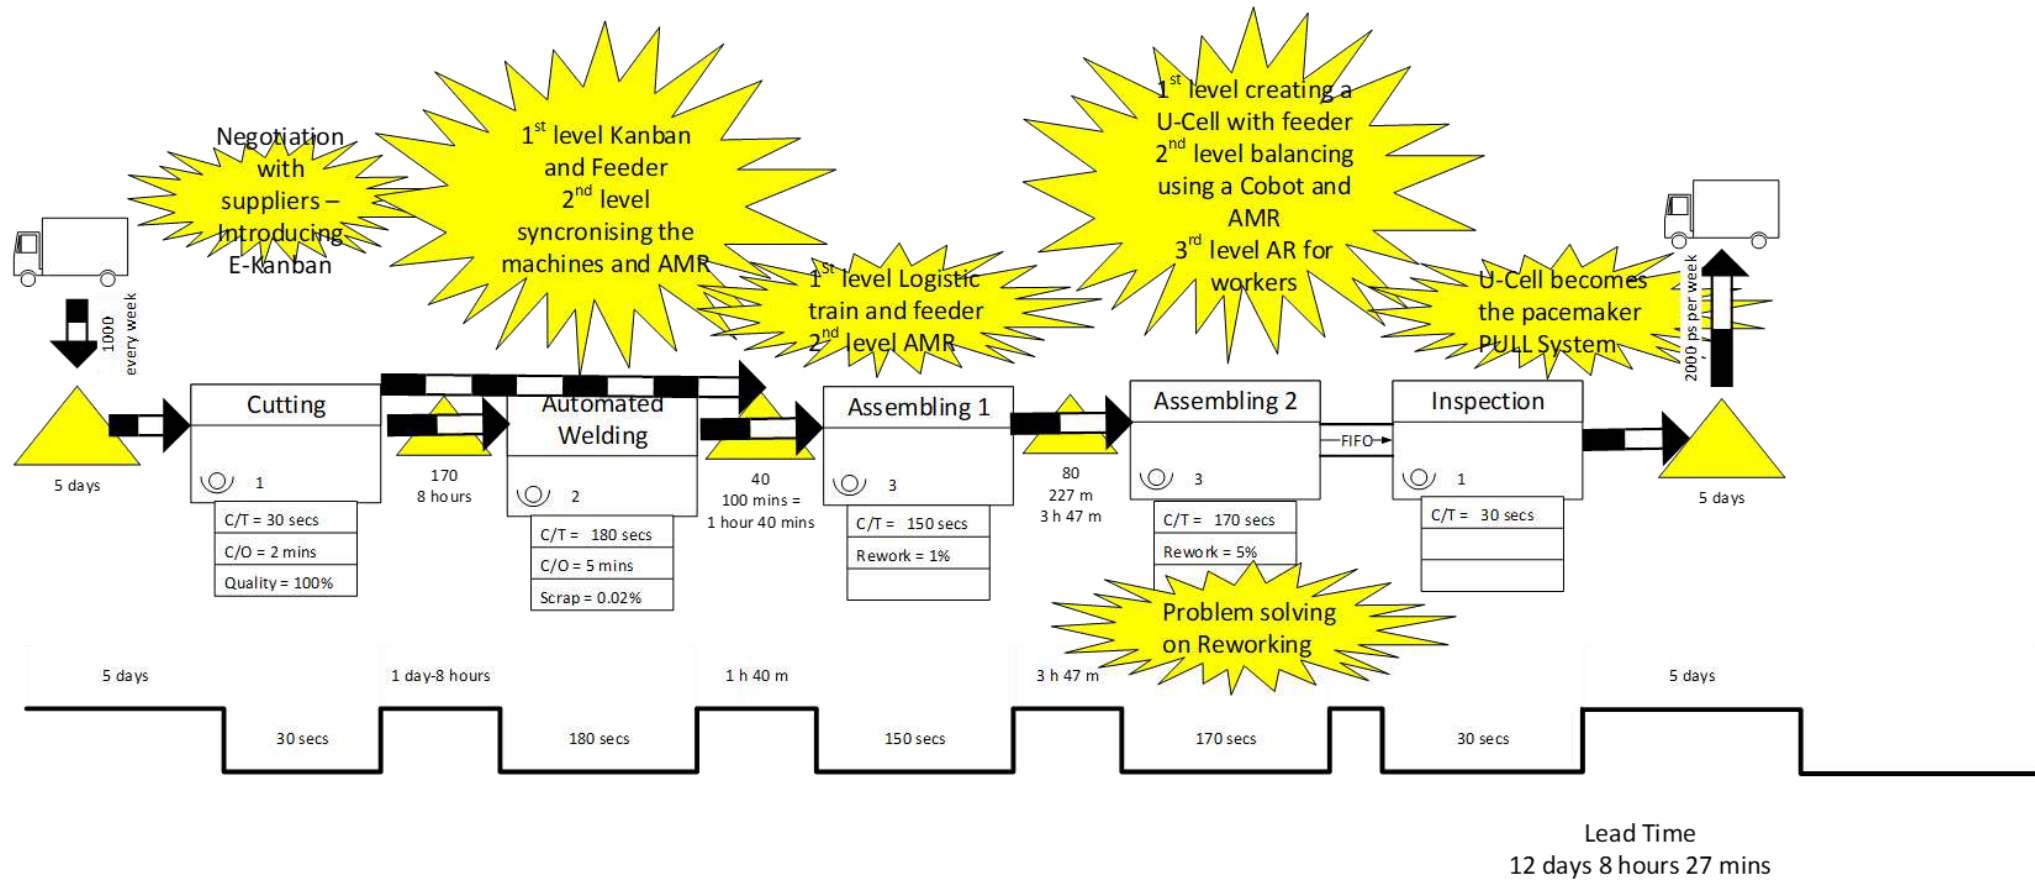 Negotiation
with
suppliers –
Introducing
E-Kanban
1st level Kanban
and Feeder
2nd level
syncronising the
machines and AMR
1St level Logistic
train and feeder
2nd level AMR
1st level creating a
U-Cell with feeder
2nd level balancing
using a Cobot and
AMR
3rd level AR for
workers
U-Cell becomes
the pacemaker
PULL System
1000
every week
2000 ps per week
5 days
Cutting
1
C/T = 30 secs
C/O = 2 mins
Quality = 100%
170
8 hours
Automated
Welding
2
C/T = 180 secs
C/O = 5 mins
Scrap = 0.02%
40
100 mins =
1 hour 40 mins
Assembling 1
3
C/T = 150 secs
Rework = 1%
80
227 m
3 h 47 m
Assembling 2
3
C/T = 170 secs
Rework = 5%
FIFO
Inspection
1
C/T = 30 secs
5 days
Problem solving
on Reworking
5 days
1 day-8 hours
1 h 40 m
3 h 47 m
5 days
30 secs
180 secs
150 secs
170 secs
30 secs
Lead Time
12 days 8 hours 27 mins